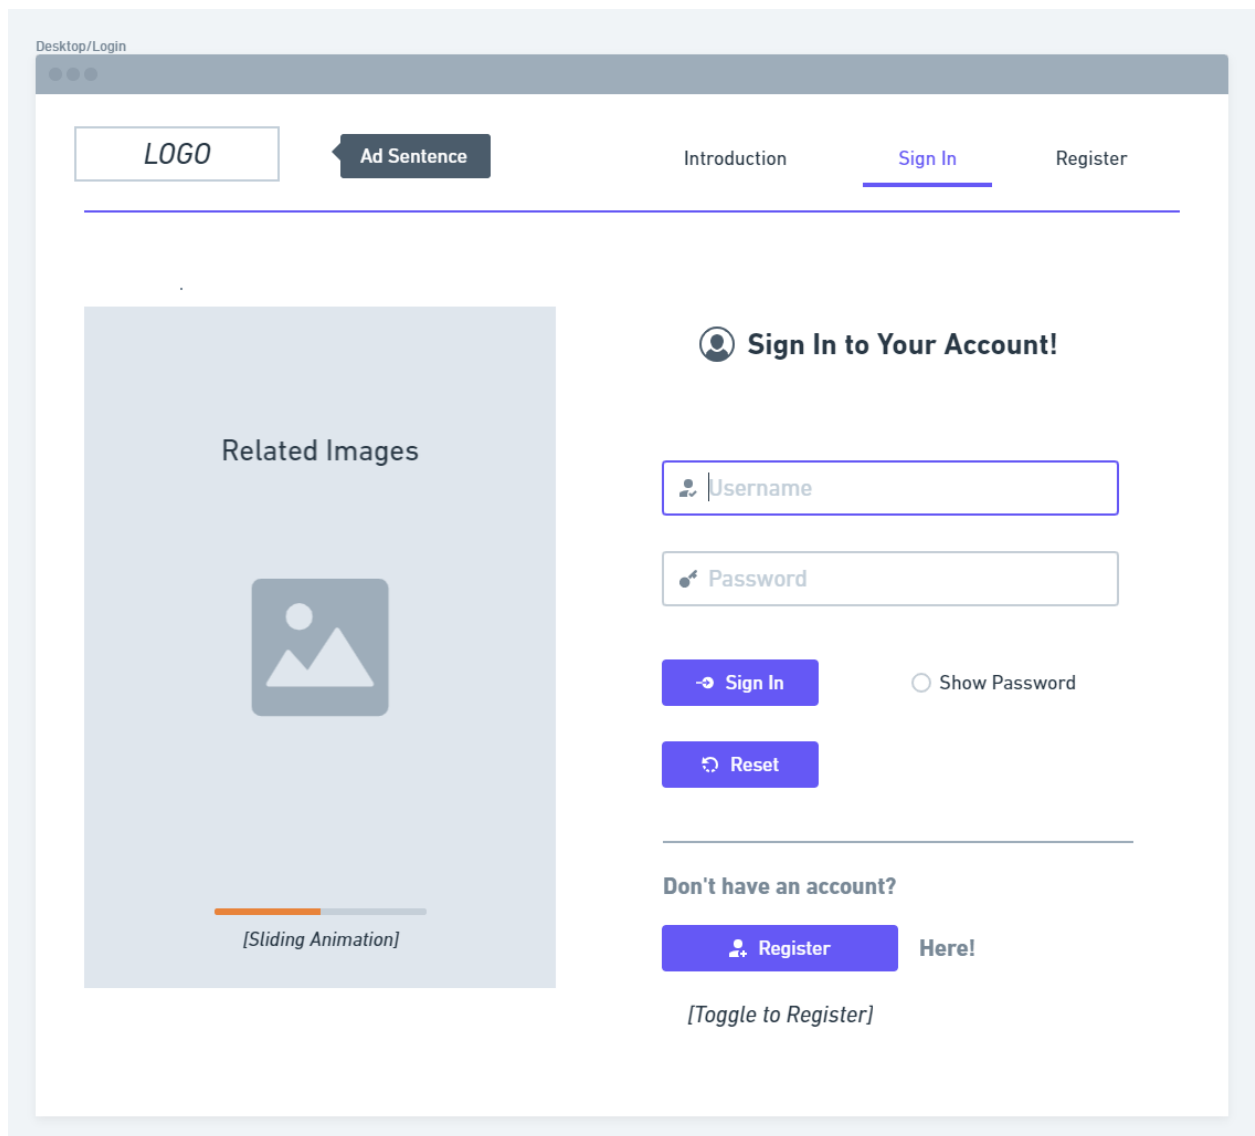 Desktop/Login
LOGO
Ad Sentence
Introduction
Sign In
Register
Related Images
[Sliding Animation]
Sign In to Your Account!
Username
Password
Sign In
Show Password
Reset
Don't have an account?
Register Here!
[Toggle to Register]